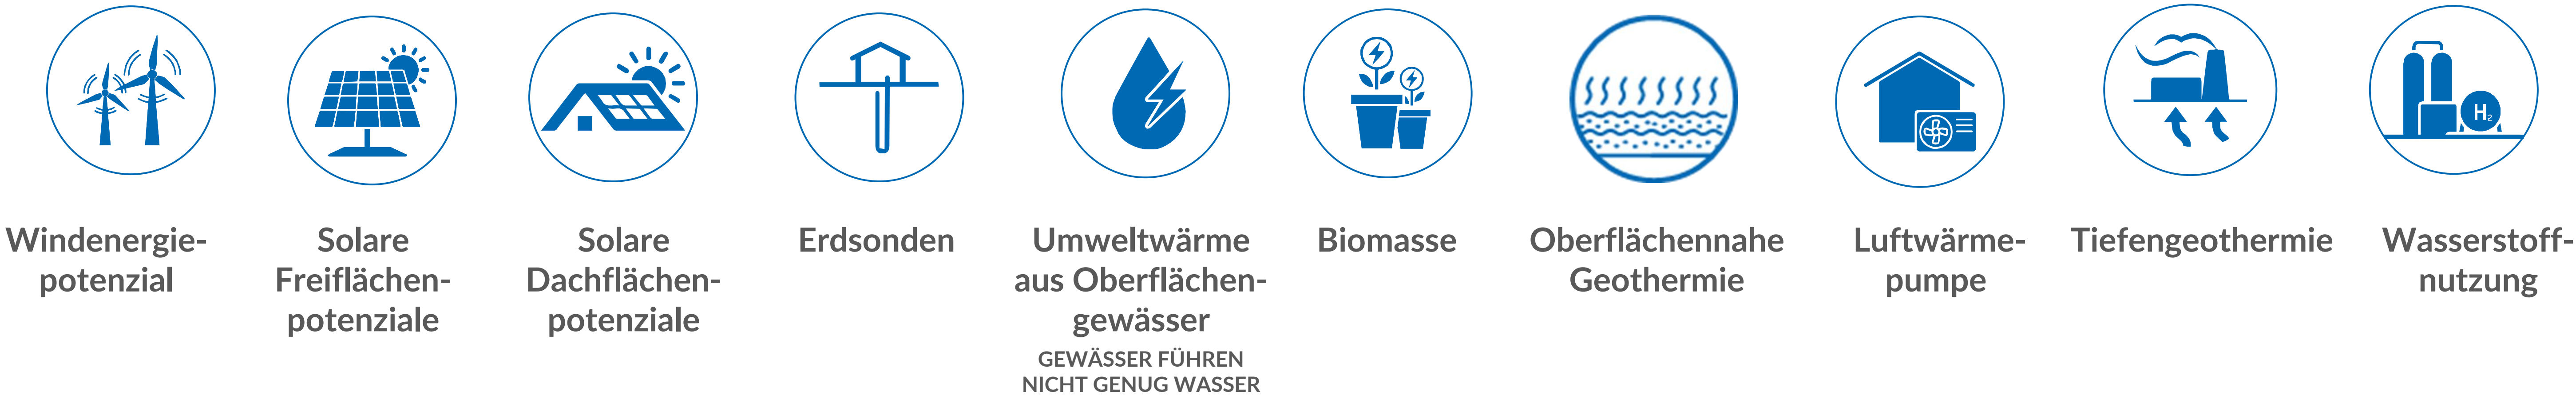 Windenergie-
potenzial
Solare
Freiflächen-
potenziale
Solare
Dachflächen-
potenziale
Erdsonden
Umweltwärme
aus Oberflächen-
gewässer
GEWÄSSER FÜHREN
NICHT GENUG WASSER
Biomasse
Oberflächennahe
Geothermie
Luftwärme-
pumpe
Tiefengeothermie
H2
Wasserstoff-
nutzung